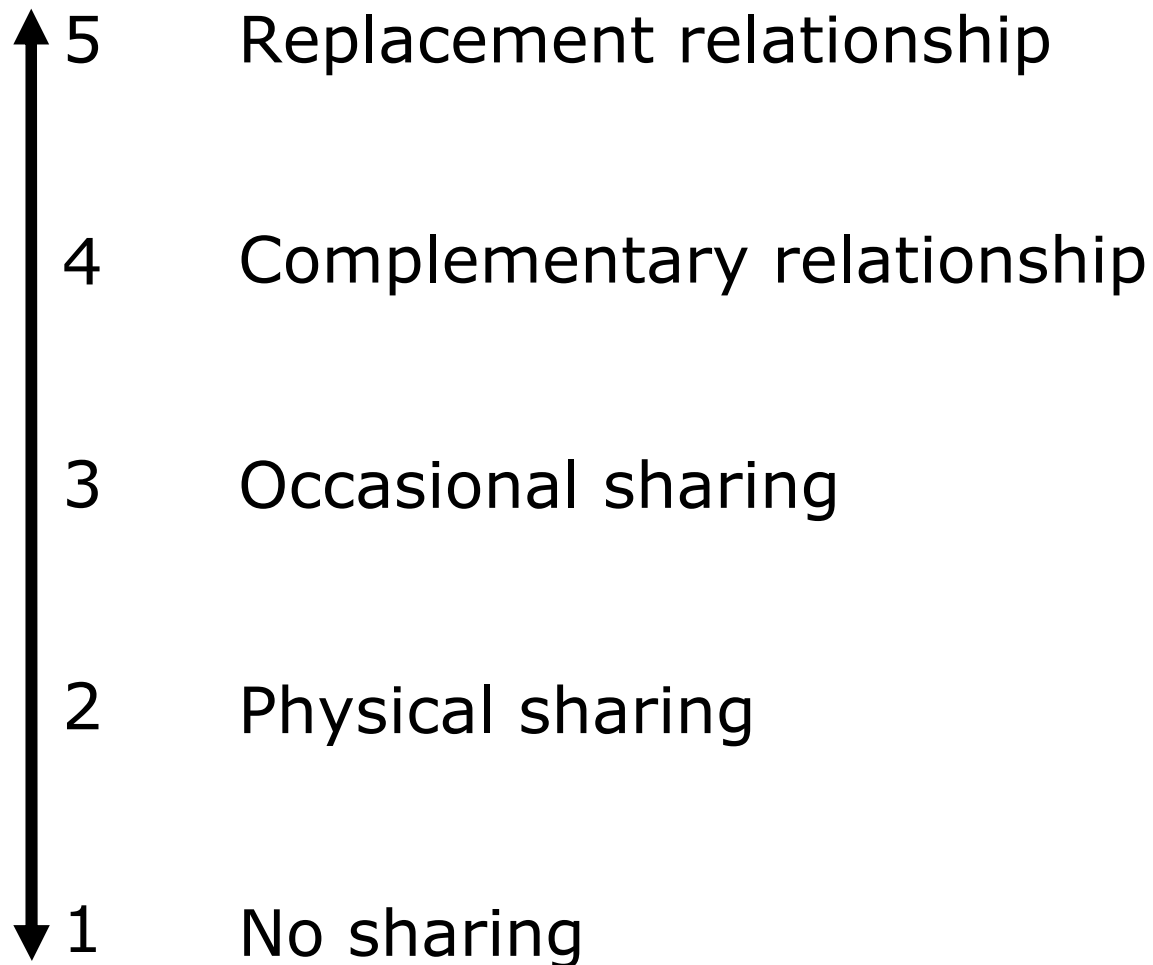 5 Replacement relationship
4 Complementary relationship
3 Occasional sharing
2 Physical sharing
1 No sharing